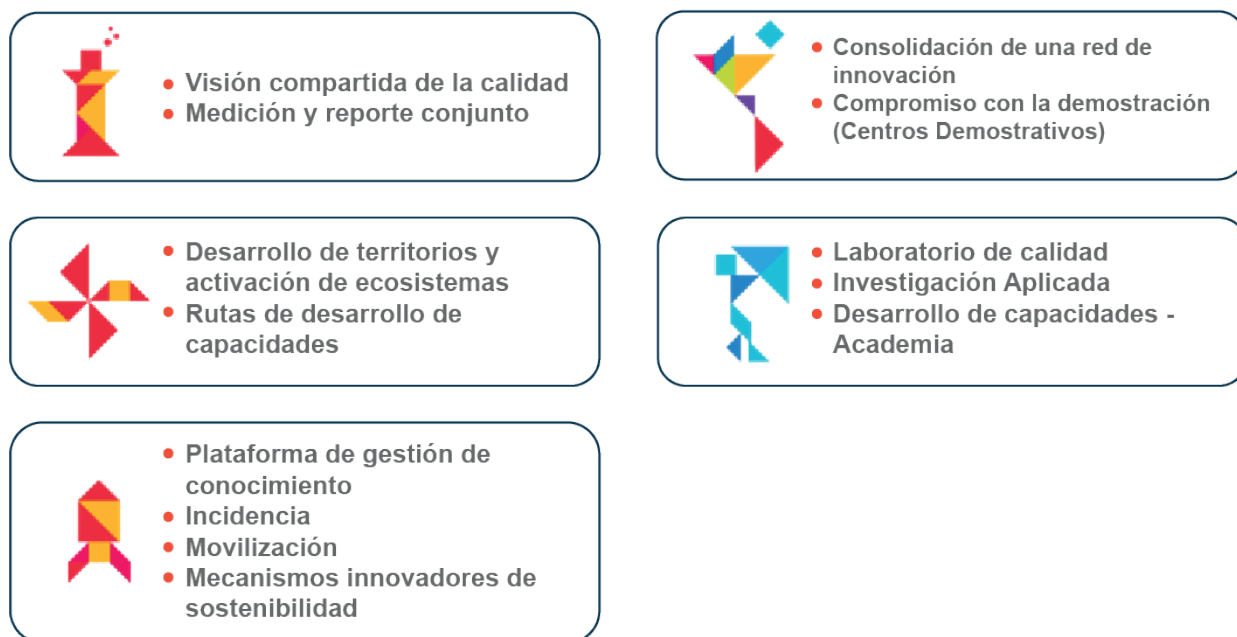 • Visión compartida de la calidad
• Medición y reporte conjunto
• Consolidación de una red de
innovación
• Compromiso con la demostración
(Centros Demostrativos)
• Desarrollo de territorios y
activación de ecosistemas
• Rutas de desarrollo de
capacidades
• Laboratorio de calidad
• Investigación Aplicada
• Desarrollo de capacidades -
Academia
• Plataforma de gestión de
conocimiento
• Incidencia
• Movilización
• Mecanismos innovadores de
sostenibilidad